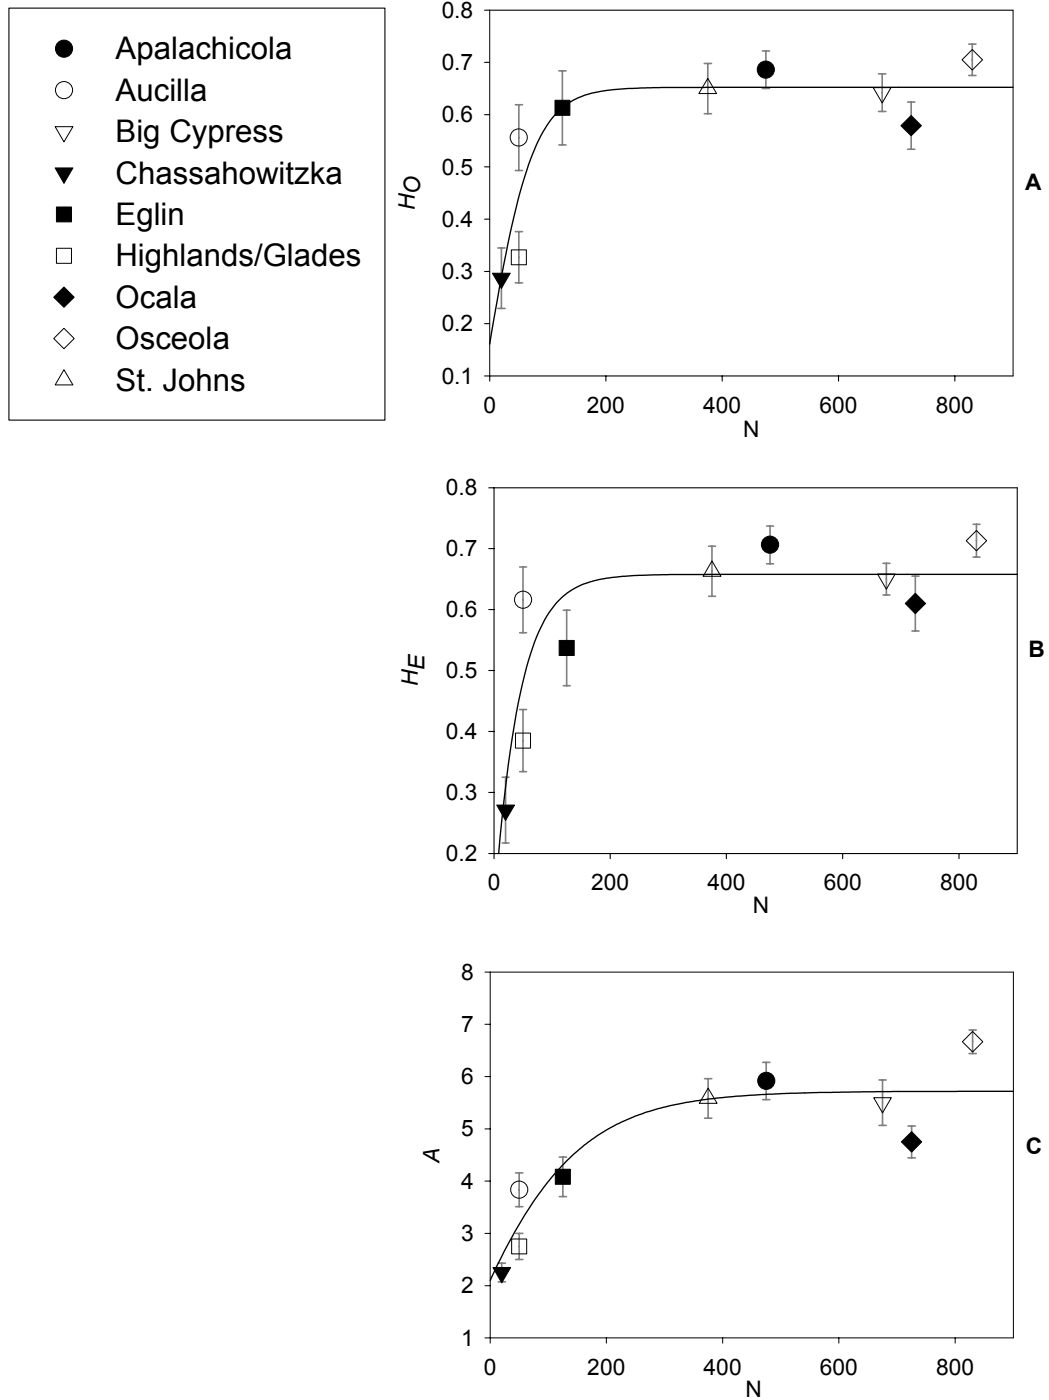 Apalachicola
Aucilla
Big Cypress
Chassahowitzka
Eglin
Highlands/Glades
Ocala
Osceola
St. Johns
0.8
0.7
0.6
0.5
0.4
0.3
0.2
0.1
HO
0 200 400 600 800
N
A
0.8
0.7
0.6
0.5
0.4
0.3
0.2
HE
0 200 400 600 800
N
B
8
7
6
5
4
3
2
1
A
0 200 400 600 800
N
C